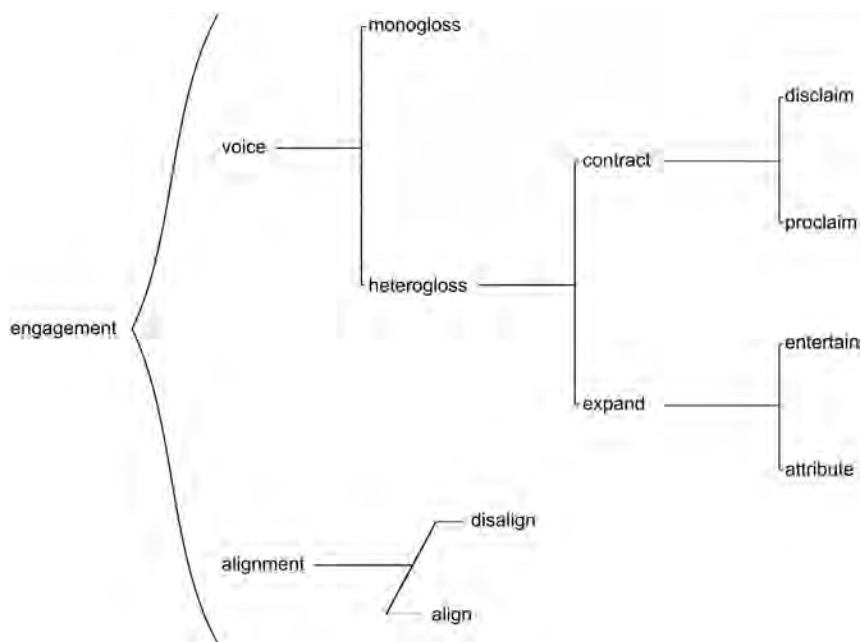 monogloss
disclaim
voice
contract
proclaim
heterogloss
engagement
entertain
expand
attribute
disalign
alignment
align